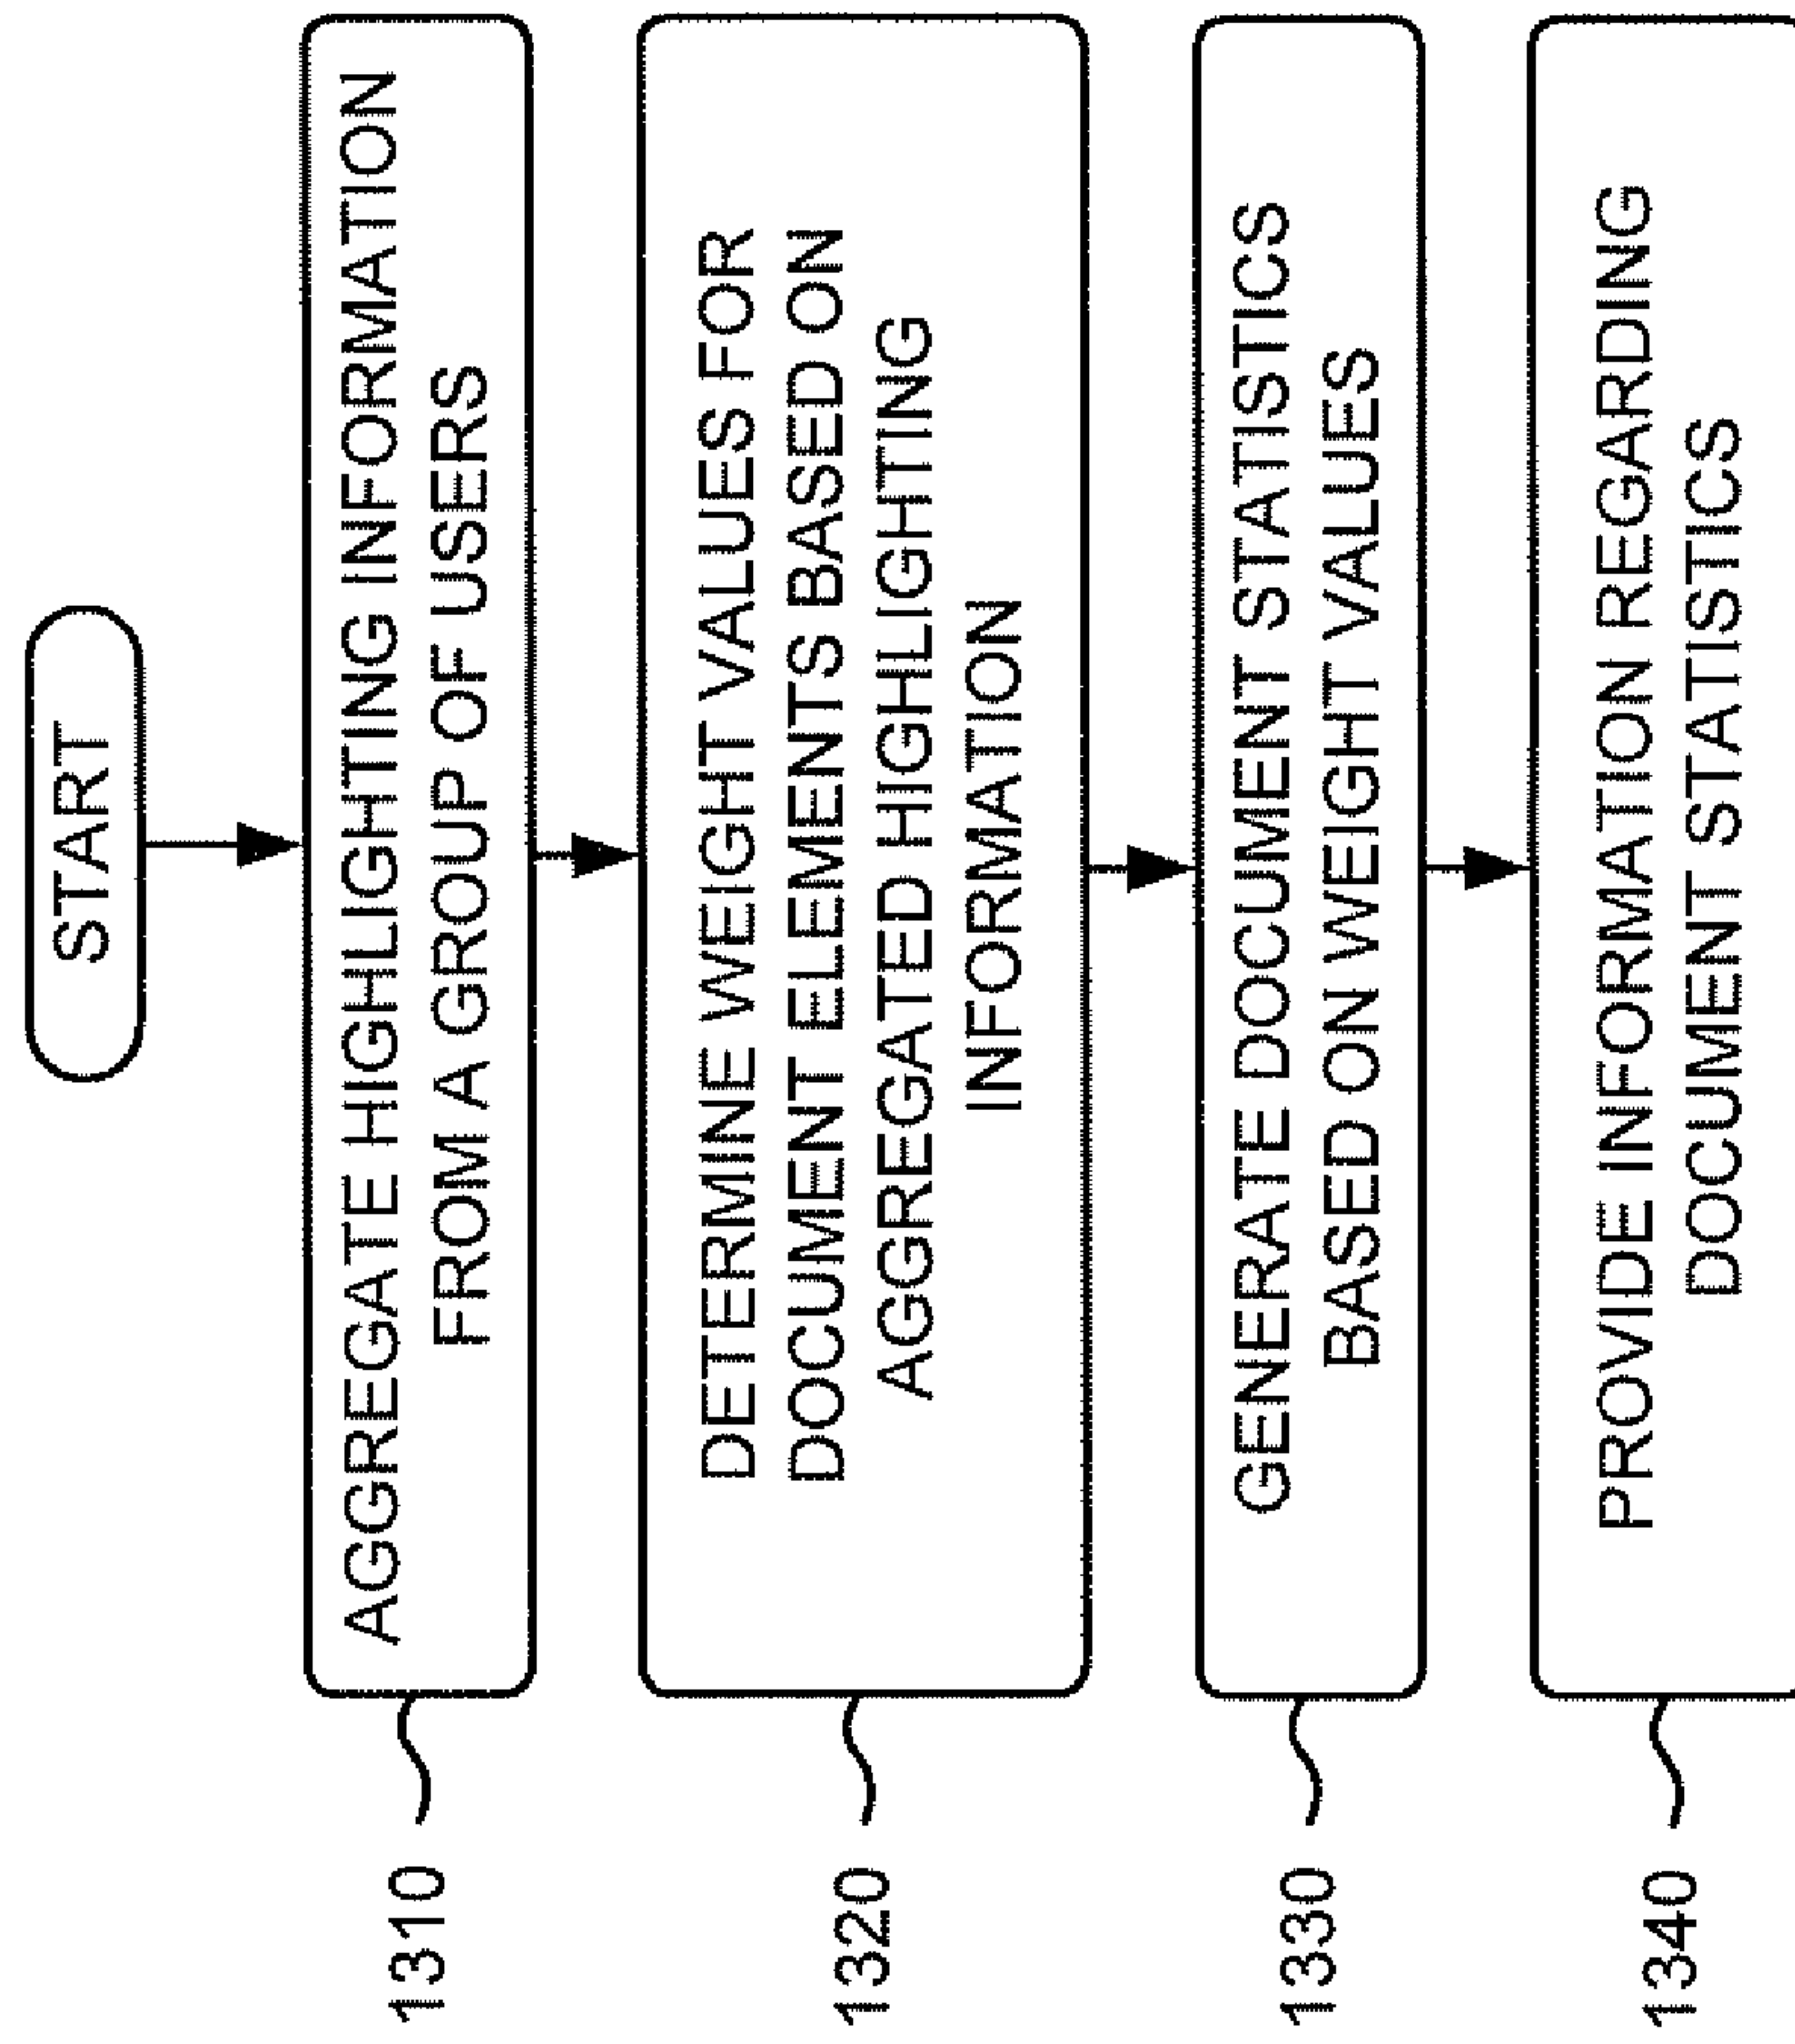 START
1310
AGGREGATE HIGHLIGHTING INFORMATION
FROM A GROUP OF USERS
1320
DETERMINE WEIGHT VALUES FOR
DOCUMENT ELEMENTS BASED ON
AGGREGATED HIGHLIGHTING
INFORMATION
1330
GENERATE DOCUMENT STATISTICS
BASED ON WEIGHT VALUES
1340
PROVIDE INFORMATION REGARDING
DOCUMENT STATISTICS